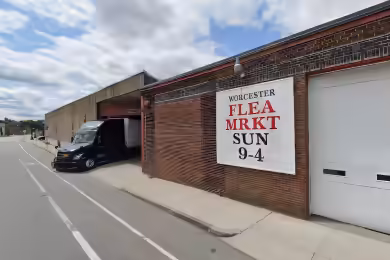 WORCESTER
FLEA
MRKT
SUN
9-4